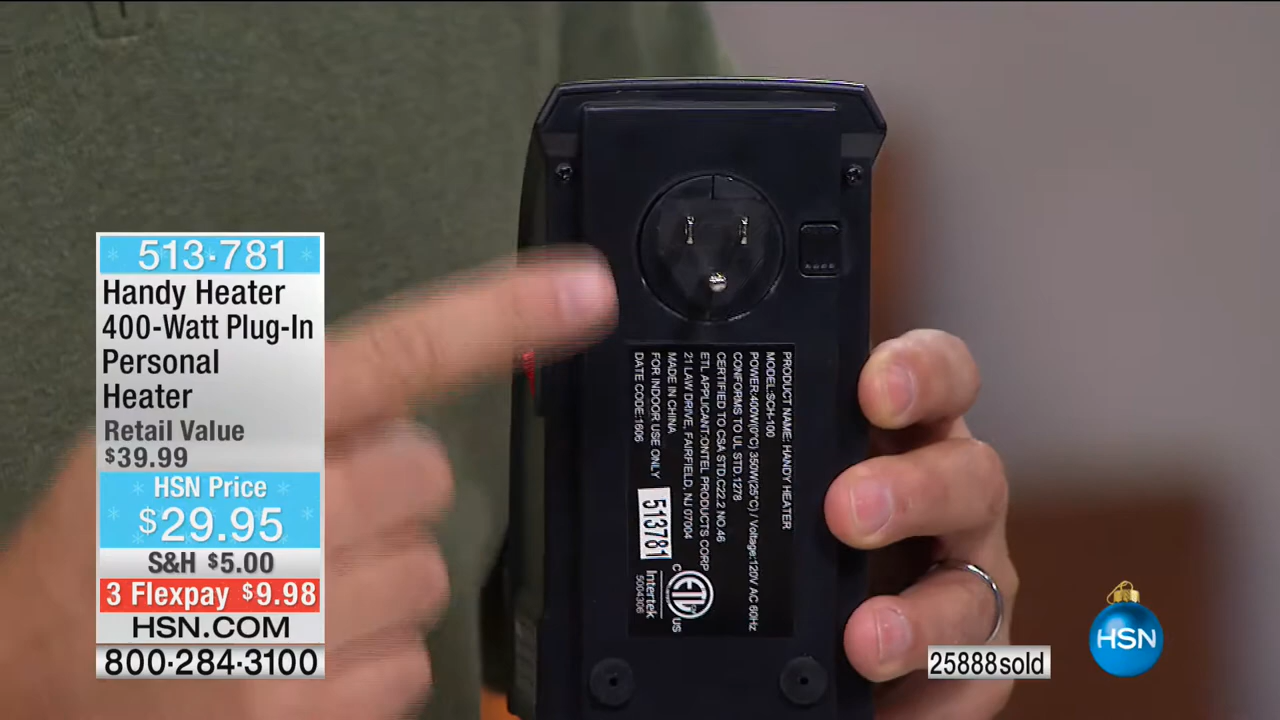 513·781
Handy Heater
400-Watt Plug-In
Personal
Heater
Retail Value
$39.99
HSN Price
$29.95
S&H $5.00
3 Flexpay $9.98
HSN.COM
800·284·3100
PRODUCT NAME: HANDY HEATER
MODEL:SCH-100
POWER:400W(0°C) 350W(25°C) / Voltage:120V AC 60Hz
CONFORMS TO UL STD.1278
CERTIFIED TO CSA STD.C22.2 NO.46
ETL APPLICANT:ONTEL PRODUCTS CORP
21 LAW DRIVE, FAIRFIELD, NJ 07004
MADE IN CHINA
FOR INDOOR USE ONLY
DATE CODE:1606
513781
C ETL US
Intertek
5004306
25888 sold
HSN